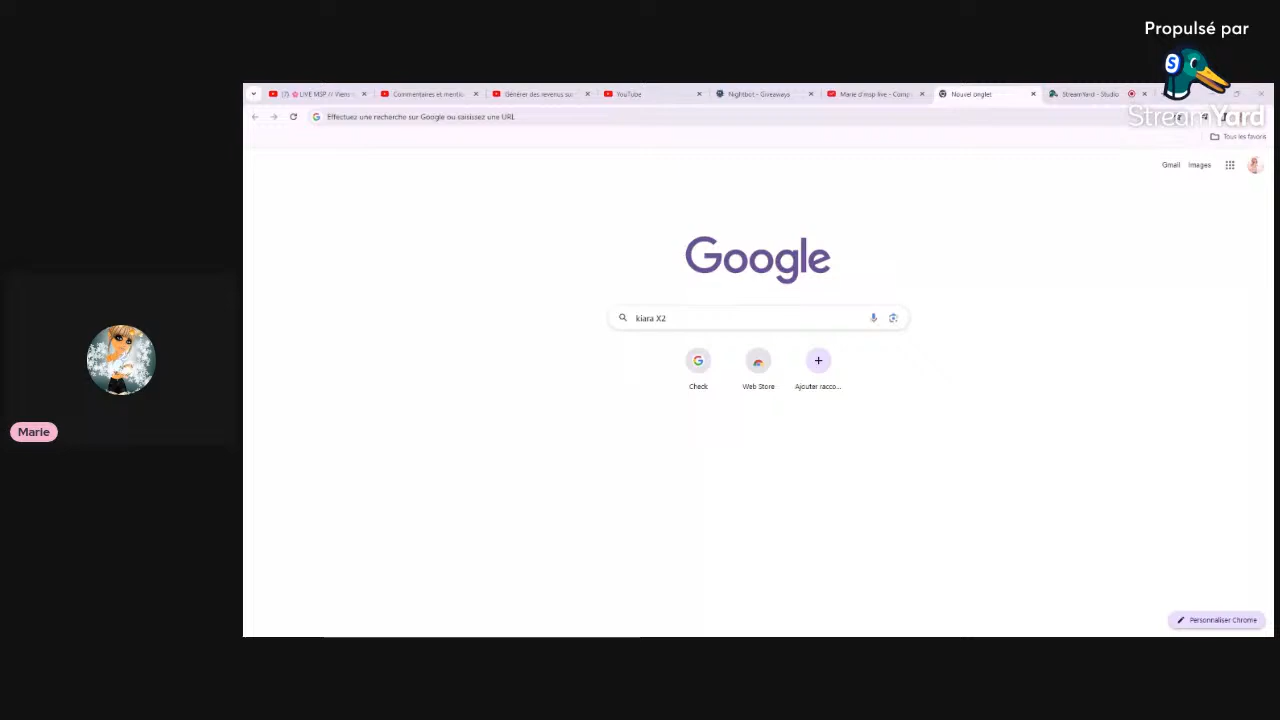 Propulsé par
S
StreamYard
LIVE MSP // Viens
Commentaires et mentio
Générer des revenus su
YouTube
Nightbot - Giveaways
Marie d'msp live - Comp
Nouvel onglet
StreamYard - Studio
Effectuez une recherche sur Google ou saisissez une URL
Tous les favoris
Gmail Images
Google
kiara X2
Check
Web Store
Ajouter racco...
Marie
Personnaliser Chrome